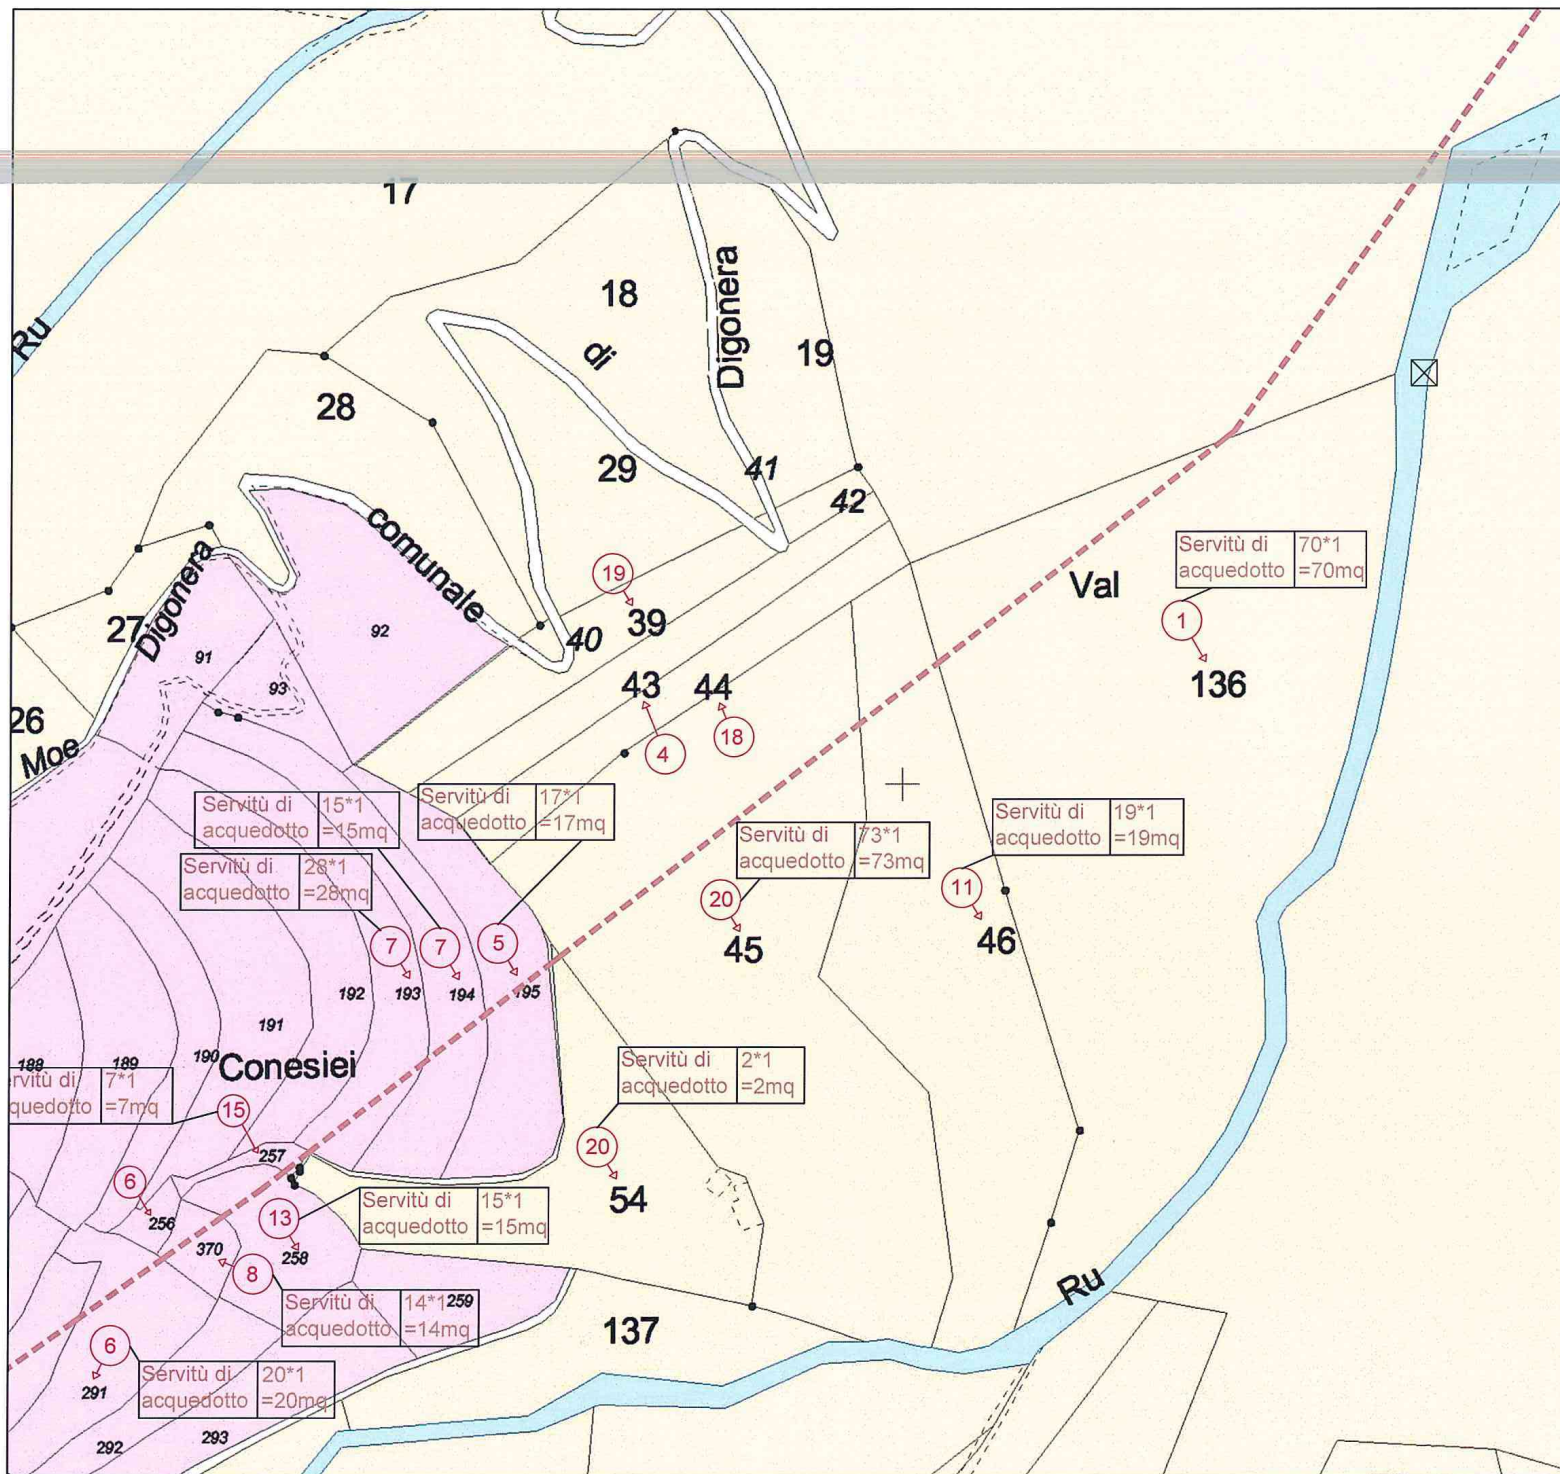 17
Ru
18
Digonera
di
19
28
29
41
42
comunale
Servitù di 70*1
acquedotto =70mq
Val
19
39
1
27
Digonera
92
40
91
136
43
44
93
26
Moe
18
4
Servitù di 17*1
acquedotto =17mq
Servitù di 15*1
acquedotto =15mq
Servitù di 19*1
acquedotto =19mq
Servitù di 73*1
acquedotto =73mq
Servitù di 28*1
acquedotto =28mq
11
20
7
7
5
46
45
192
193
194
195
191
190
189
188
Conesiei
Servitù di 2*1
acquedotto =2mq
rvitù di 7*1
quedotto =7mq
15
20
257
6
54
Servitù di 15*1
acquedotto =15mq
13
256
370
258
8
Ru
Servitù di 14*1
acquedotto =14mq
259
137
6
Servitù di 20*1
acquedotto =20mq
291
293
292